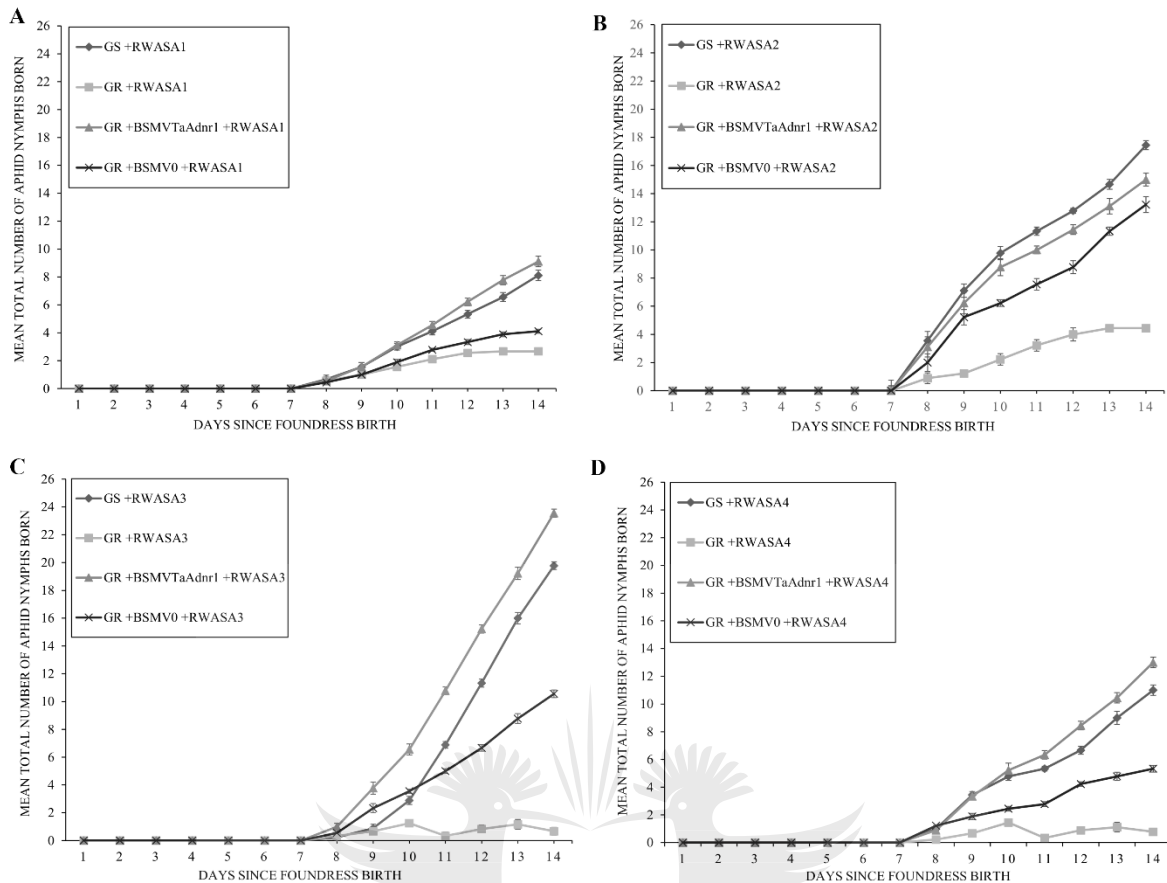 A
MEAN TOTAL NUMBER OF APHID NYMPHS BORN
26
24
22
20
18
16
14
12
10
8
6
4
2
0
GS +RWASA1
GR +RWASA1
GR +BSMVTaAdnr1 +RWASA1
GR +BSMV0 +RWASA1
1 2 3 4 5 6 7 8 9 10 11 12 13 14
DAYS SINCE FOUNDRESS BIRTH
B
MEAN TOTAL NUMBER OF APHID NYMPHS BORN
26
24
22
20
18
16
14
12
10
8
6
4
2
0
GS +RWASA2
GR +RWASA2
GR +BSMVTaAdnr1 +RWASA2
GR +BSMV0 +RWASA2
1 2 3 4 5 6 7 8 9 10 11 12 13 14
DAYS SINCE FOUNDRESS BIRTH
C
MEAN TOTAL NUMBER OF APHID NYMPHS BORN
26
24
22
20
18
16
14
12
10
8
6
4
2
0
GS +RWASA3
GR +RWASA3
GR +BSMVTaAdnr1 +RWASA3
GR +BSMV0 +RWASA3
1 2 3 4 5 6 7 8 9 10 11 12 13 14
DAYS SINCE FOUNDRESS BIRTH
D
MEAN TOTAL NUMBER OF APHID NYMPHS BORN
26
24
22
20
18
16
14
12
10
8
6
4
2
0
GS +RWASA4
GR +RWASA4
GR +BSMVTaAdnr1 +RWASA4
GR +BSMV0 +RWASA4
1 2 3 4 5 6 7 8 9 10 11 12 13 14
DAYS SINCE FOUNDRESS BIRTH